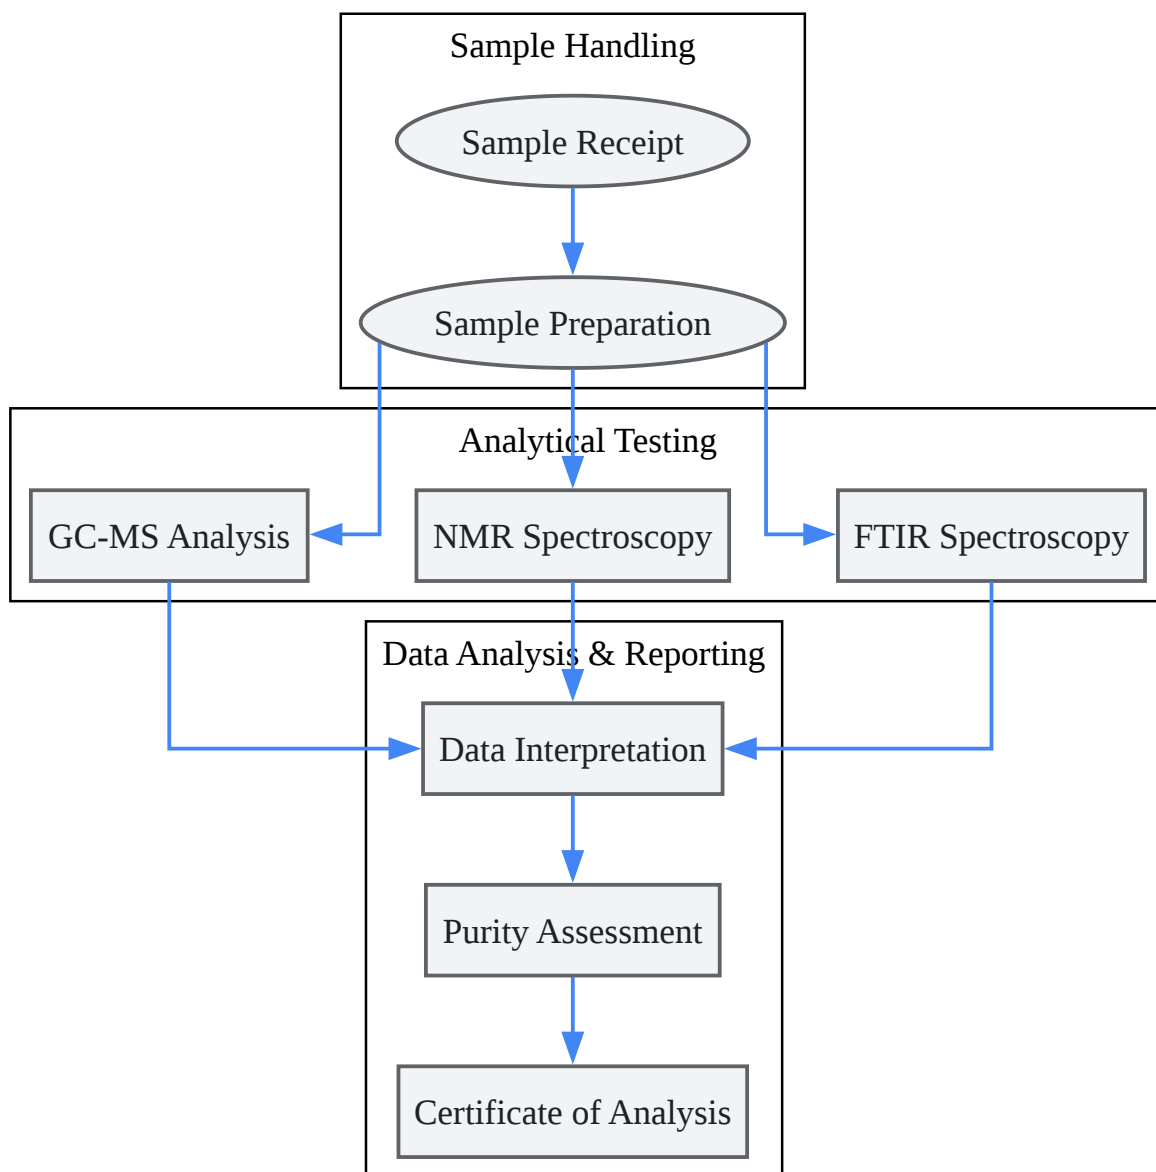 Sample Handling
Sample Receipt
Sample Preparation
Analytical Testing
GC-MS Analysis
NMR Spectroscopy
FTIR Spectroscopy
Data Analysis & Reporting
Data Interpretation
Purity Assessment
Certificate of Analysis